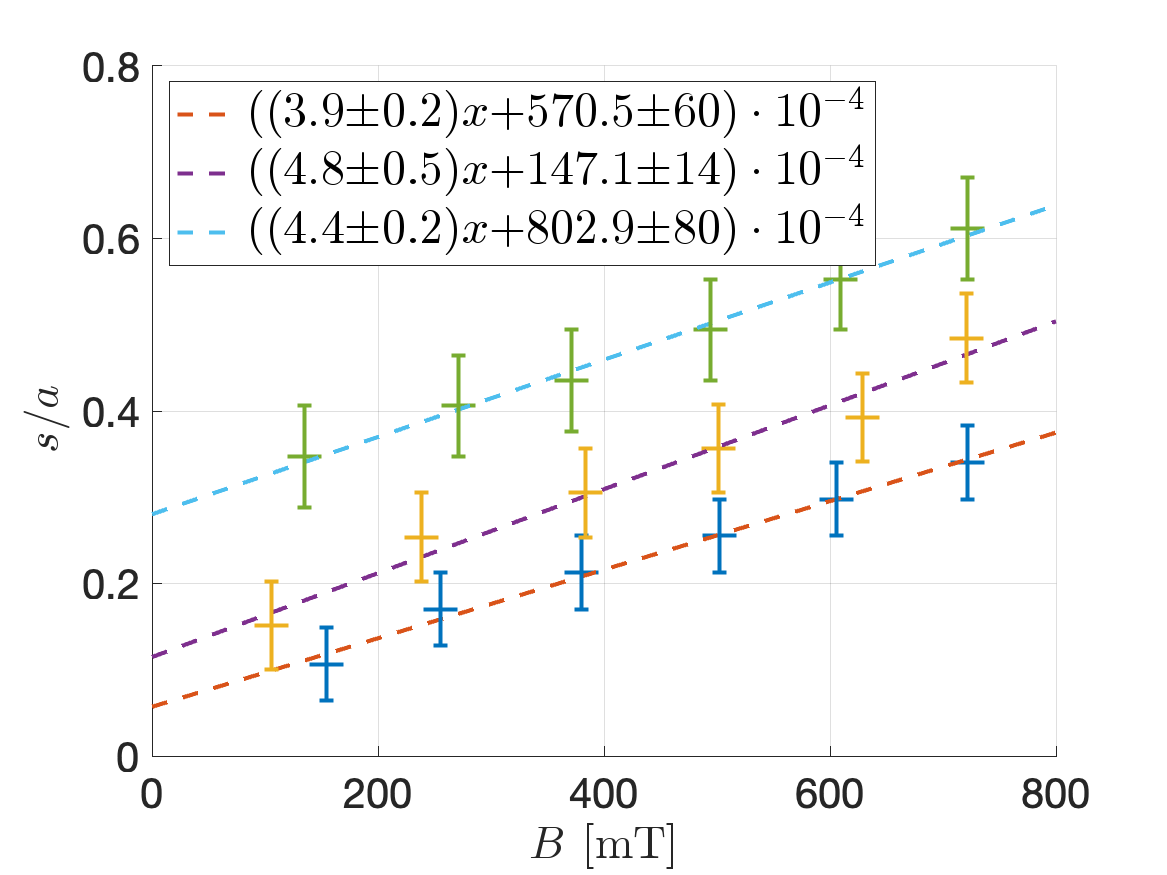 0.8
((3.9±0.2)x+570.5±60) · 10⁻⁴
((4.8±0.5)x+147.1±14) · 10⁻⁴
((4.4±0.2)x+802.9±80) · 10⁻⁴
0.6
s/a
0.4
0.2
0
0 200 400 600 800
B [mT]